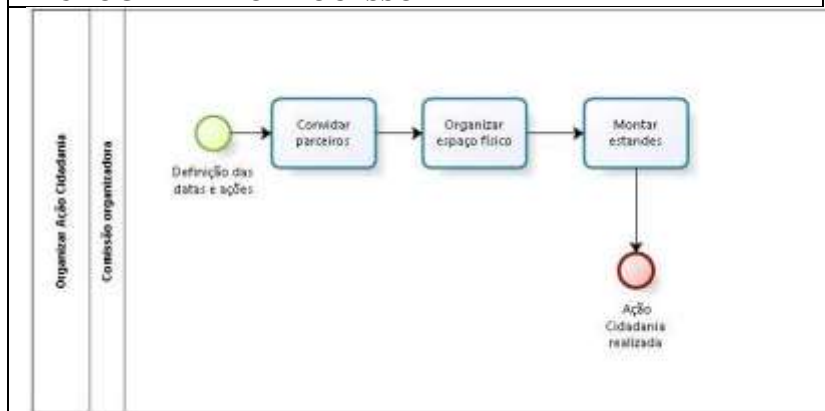 Organizar Ação Cidadania
Comissão organizadora
Definição das
datas e ações
Convidar
parceiros
Organizar
espaço físico
Montar
estandes
Ação
Cidadania
realizada